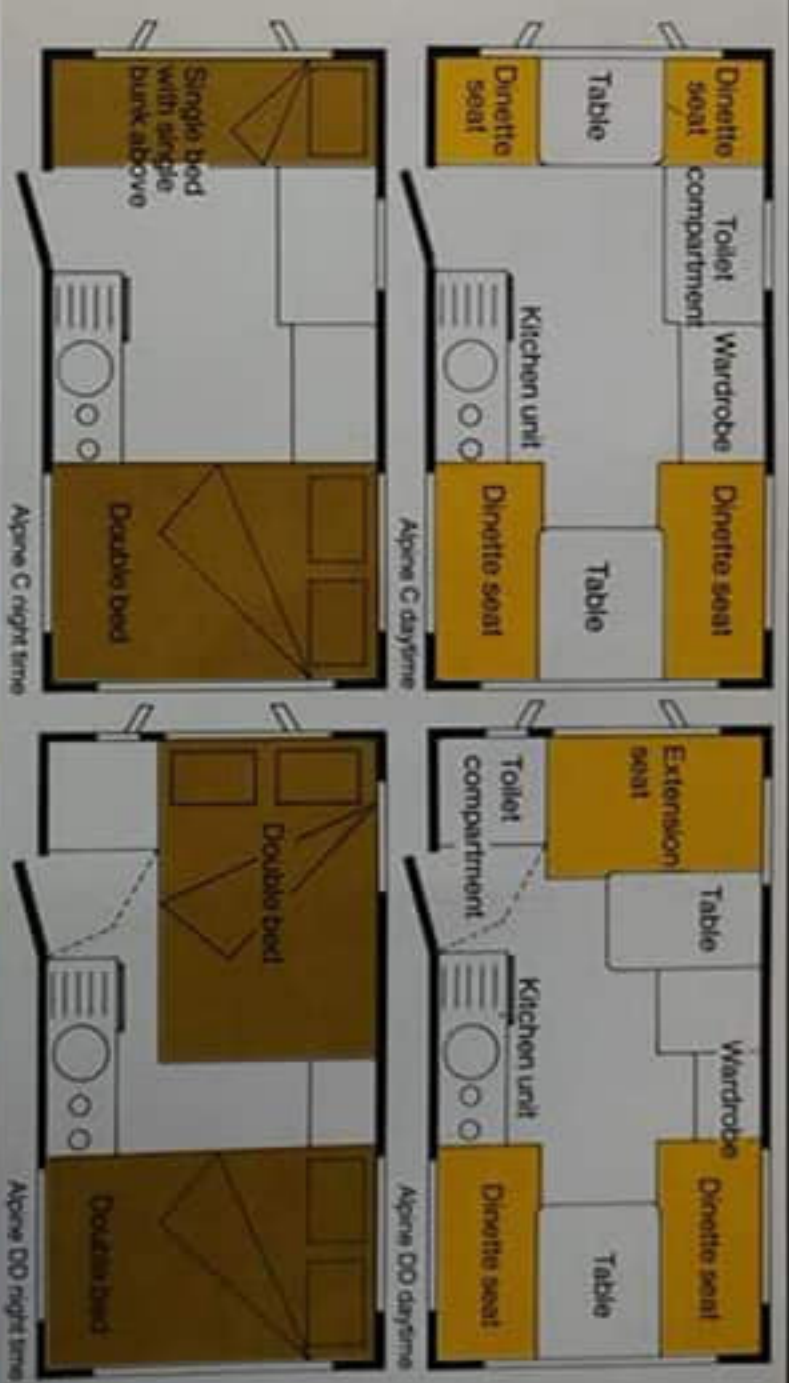 Dinette
seat
Table
Dinette
seat
Toilet
compartment
Wardrobe
Kitchen unit
Dinette seat
Table
Dinette seat
Alpine C daytime
Extension
seat
Table
Toilet
compartment
Wardrobe
Kitchen unit
Dinette seat
Table
Dinette seat
Alpine DD daytime
Single bed
with single
bunk above
Double bed
Alpine C night time
Double bed
Double bed
Alpine DD night time